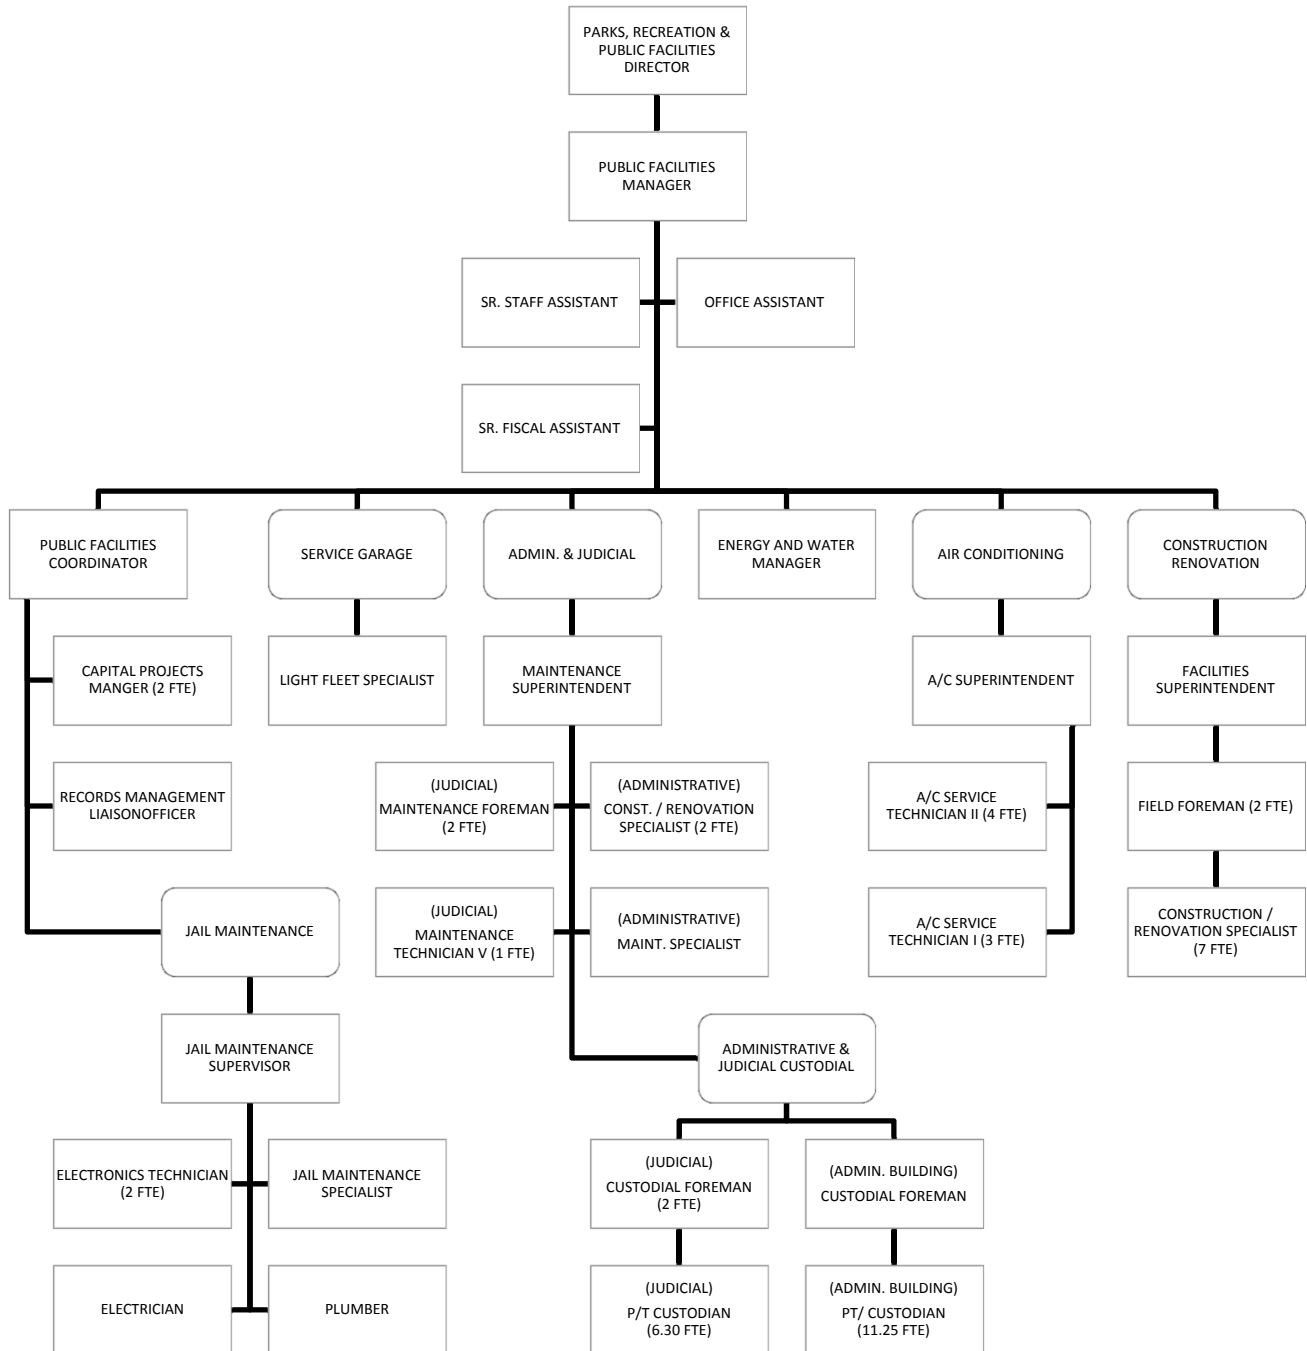 PARKS, RECREATION &
PUBLIC FACILITIES
DIRECTOR
PUBLIC FACILITIES
MANAGER
SR. STAFF ASSISTANT
OFFICE ASSISTANT
SR. FISCAL ASSISTANT
PUBLIC FACILITIES
COORDINATOR
SERVICE GARAGE
ADMIN. & JUDICIAL
ENERGY AND WATER
MANAGER
AIR CONDITIONING
CONSTRUCTION
RENOVATION
CAPITAL PROJECTS
MANGER (2 FTE)
LIGHT FLEET SPECIALIST
MAINTENANCE
SUPERINTENDENT
A/C SUPERINTENDENT
FACILITIES
SUPERINTENDENT
RECORDS MANAGEMENT
LIAISONOFFICER
(JUDICIAL)
MAINTENANCE FOREMAN
(2 FTE)
(ADMINISTRATIVE)
CONST. / RENOVATION
SPECIALIST (2 FTE)
A/C SERVICE
TECHNICIAN II (4 FTE)
FIELD FOREMAN (2 FTE)
JAIL MAINTENANCE
(JUDICIAL)
MAINTENANCE
TECHNICIAN V (1 FTE)
(ADMINISTRATIVE)
MAINT. SPECIALIST
A/C SERVICE
TECHNICIAN I (3 FTE)
CONSTRUCTION /
RENOVATION SPECIALIST
(7 FTE)
JAIL MAINTENANCE
SUPERVISOR
ADMINISTRATIVE &
JUDICIAL CUSTODIAL
ELECTRONICS TECHNICIAN
(2 FTE)
JAIL MAINTENANCE
SPECIALIST
(JUDICIAL)
CUSTODIAL FOREMAN
(2 FTE)
(ADMIN. BUILDING)
CUSTODIAL FOREMAN
ELECTRICIAN
PLUMBER
(JUDICIAL)
P/T CUSTODIAN
(6.30 FTE)
(ADMIN. BUILDING)
PT/ CUSTODIAN
(11.25 FTE)